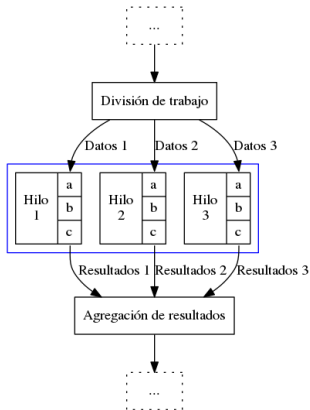 ...
División de trabajo
Datos 1
Datos 2
Datos 3
Hilo
1
a
b
c
Hilo
2
a
b
c
Hilo
3
a
b
c
Resultados 1
Resultados 2
Resultados 3
Agregación de resultados
...